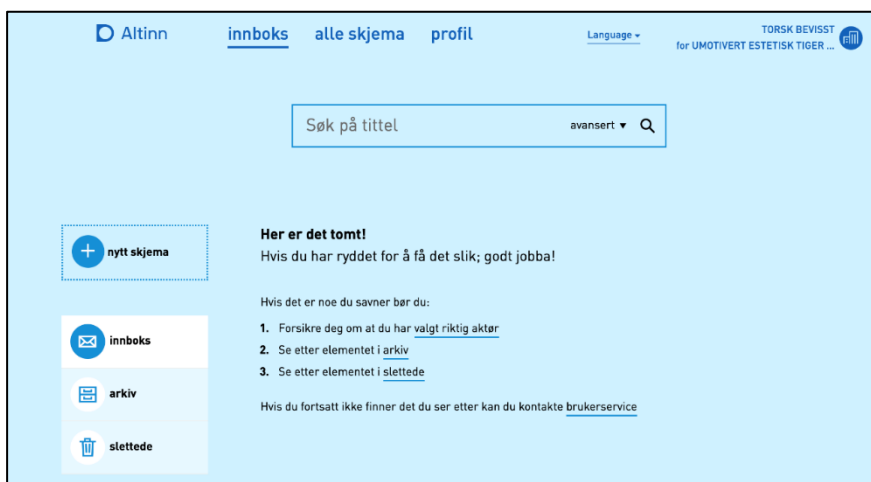 Altinn
innboks alle skjema profil
Language
TORSK BEVISST
for UMOTIVERT ESTETISK TIGER ...
Søk på tittel
avansert
nytt skjema
innboks
arkiv
slettede
Her er det tomt!
Hvis du har ryddet for å få det slik; godt jobba!
Hvis det er noe du savner bør du:
1. Forsikre deg om at du har valgt riktig aktør
2. Se etter elementet i arkiv
3. Se etter elementet i slettede
Hvis du fortsatt ikke finner det du ser etter kan du kontakte brukerservice